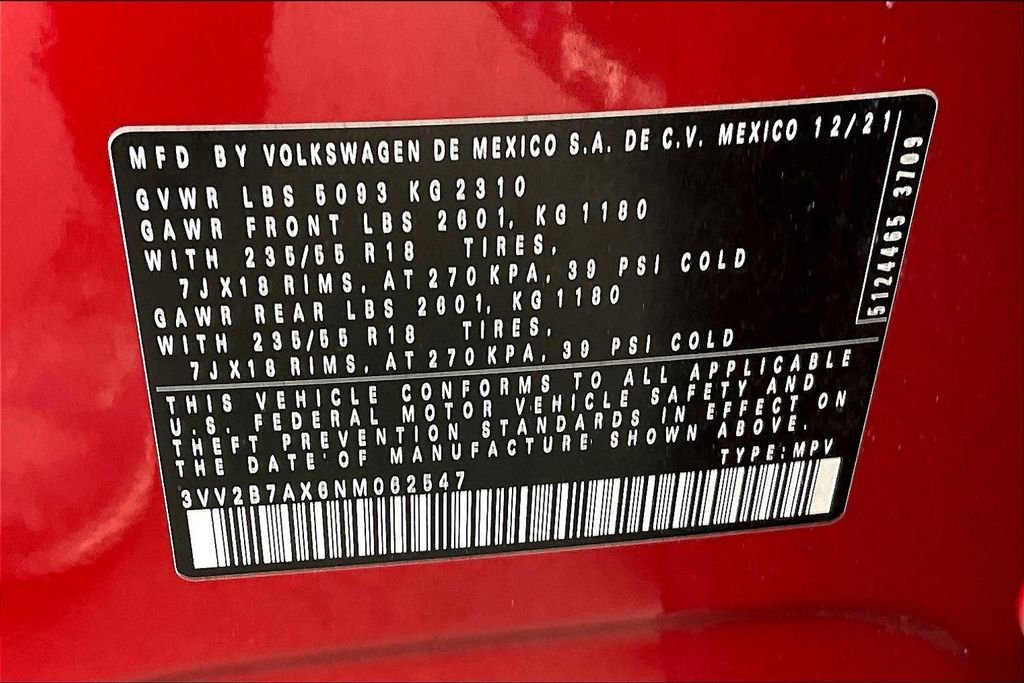 MFD BY VOLKSWAGEN DE MEXICO S.A. DE C.V. MEXICO 12/21
GVWR LBS 5093 KG 2310
GAWR FRONT LBS 2601, KG 1180
WITH 235/55 R18 TIRES,
7JX18 RIMS, AT 270 KPA, 39 PSI COLD
GAWR REAR LBS 2601, KG 1180
WITH 235/55 R18 TIRES,
7JX18 RIMS, AT 270 KPA, 39 PSI COLD
5124465 3709
THIS VEHICLE CONFORMS TO ALL APPLICABLE
U.S. FEDERAL MOTOR VEHICLE SAFETY AND
THEFT PREVENTION STANDARDS IN EFFECT ON
THE DATE OF MANUFACTURE SHOWN ABOVE.
TYPE: MPV
3VV2B7AX6NM062547